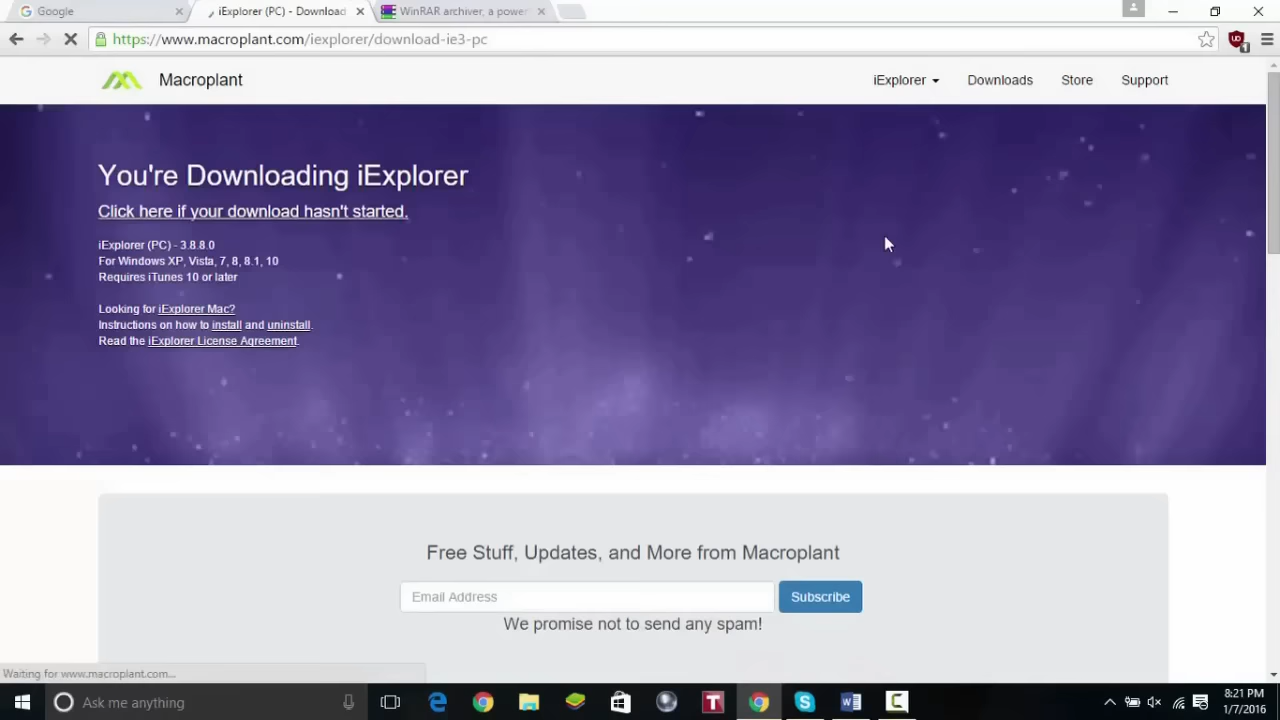 Google
iExplorer (PC) - Download
WinRAR archiver, a power
https://www.macroplant.com/iexplorer/download-ie3-pc
Macroplant
iExplorer
Downloads
Store
Support
You're Downloading iExplorer
Click here if your download hasn't started.
iExplorer (PC) - 3.8.8.0
For Windows XP, Vista, 7, 8, 8.1, 10
Requires iTunes 10 or later
Looking for iExplorer Mac?
Instructions on how to install and uninstall.
Read the iExplorer License Agreement.
Free Stuff, Updates, and More from Macroplant
Email Address
Subscribe
We promise not to send any spam!
Waiting for www.macroplant.com...
Ask me anything
8:21 PM
1/7/2016